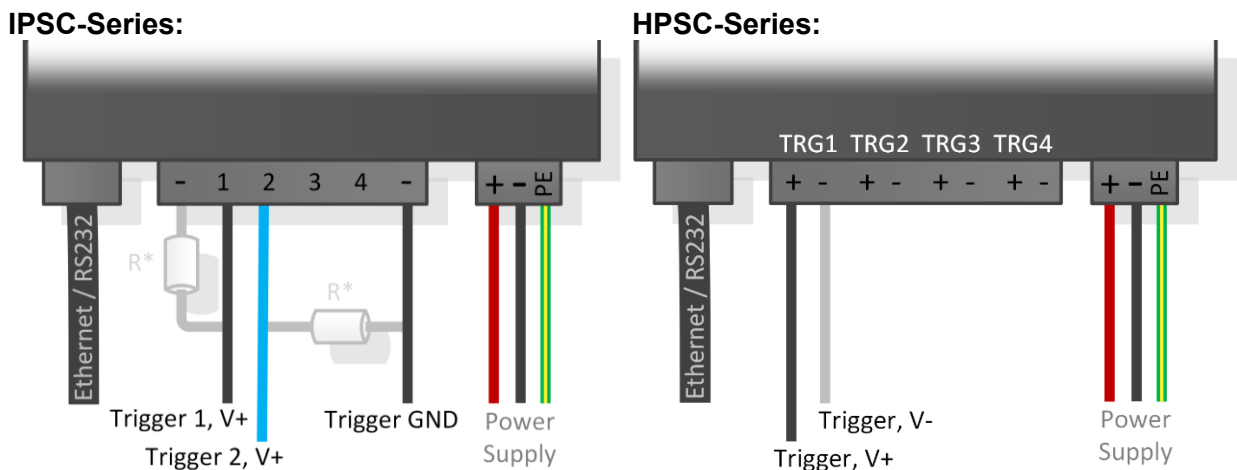 IPSC-Series:
- 1 2 3 4 -
+ - PE
R*
R*
Ethernet / RS232
Trigger 1, V+
Trigger 2, V+
Trigger GND
Power
Supply
HPSC-Series:
TRG1 TRG2 TRG3 TRG4
+ - + - + - + -
+ - PE
Ethernet / RS232
Trigger, V-
Trigger, V+
Power
Supply